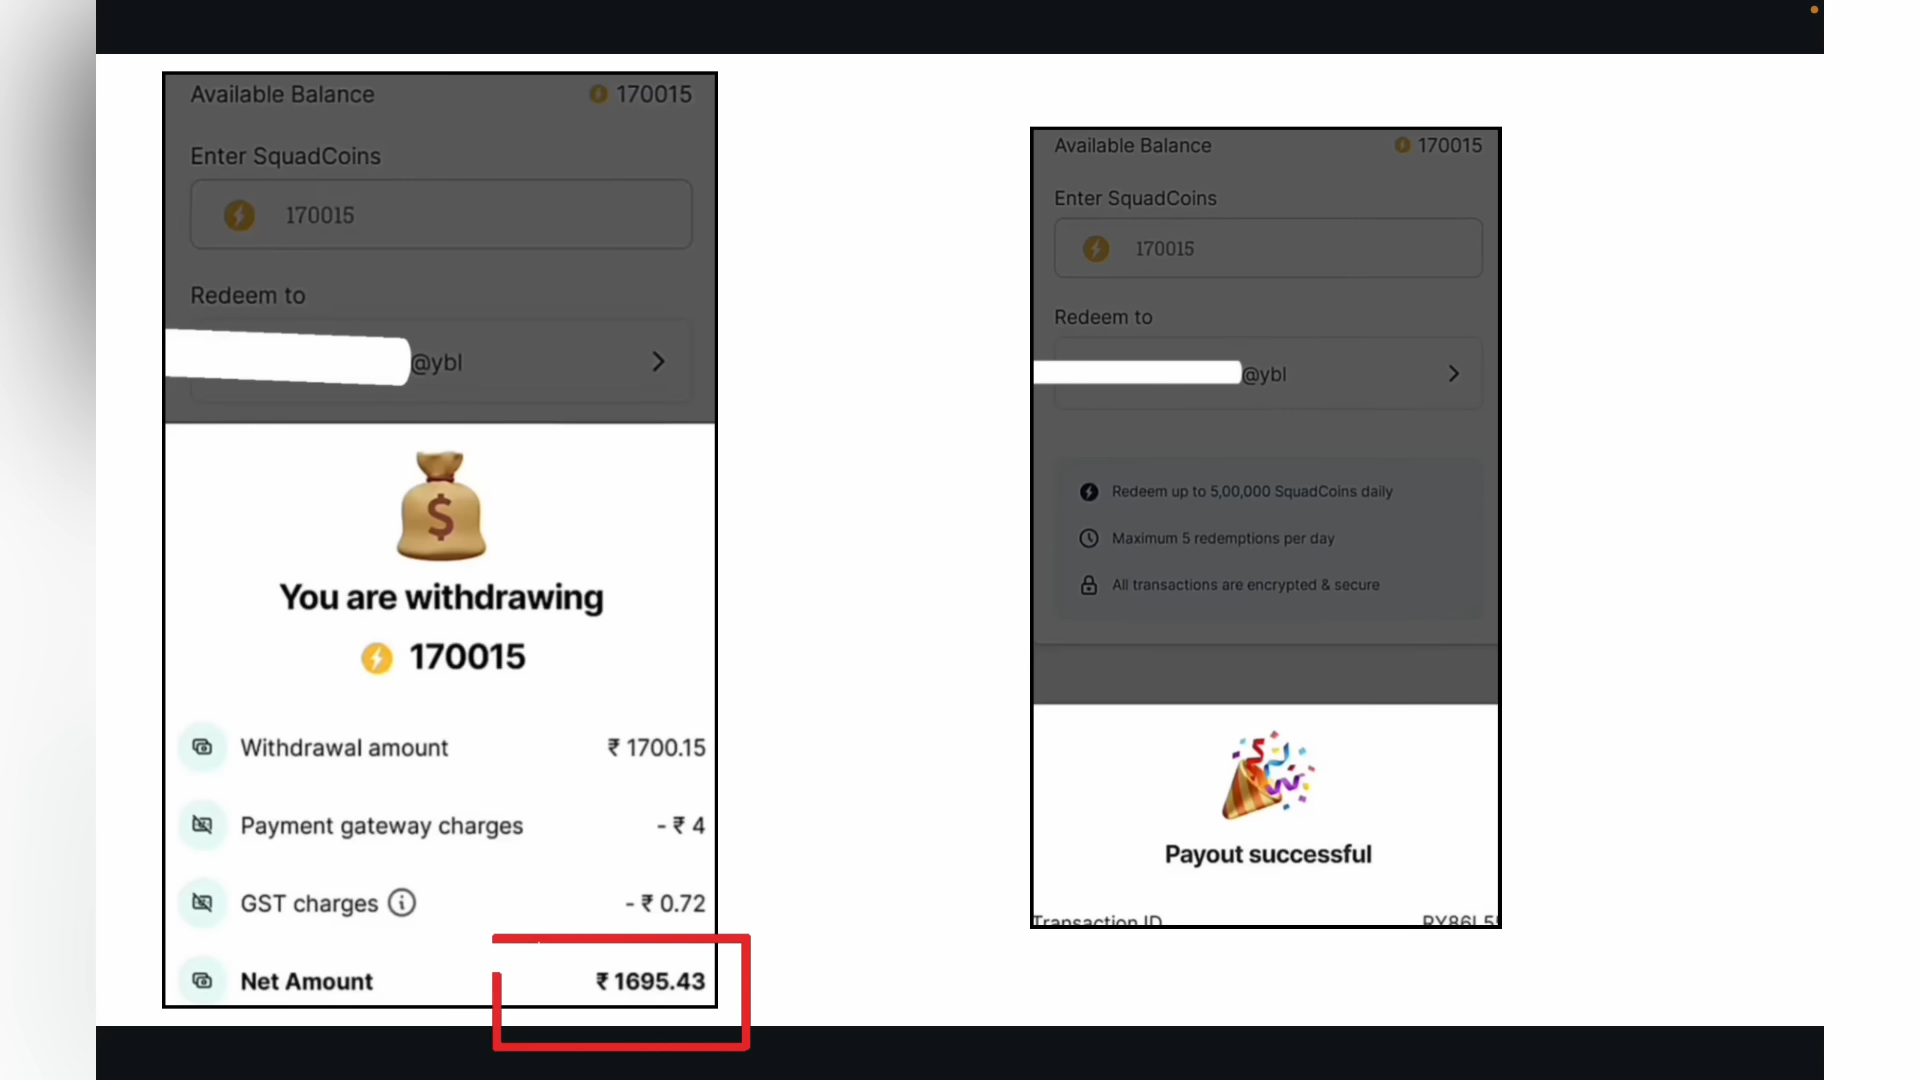 Available Balance 170015
Enter SquadCoins
170015
Redeem to
@ybl
$
You are withdrawing
170015
Withdrawal amount ₹ 1700.15
Payment gateway charges - ₹ 4
GST charges - ₹ 0.72
Net Amount ₹ 1695.43
Available Balance 170015
Enter SquadCoins
170015
Redeem to
@ybl
Redeem up to 5,00,000 SquadCoins daily
Maximum 5 redemptions per day
All transactions are encrypted & secure
Payout successful
Transaction ID